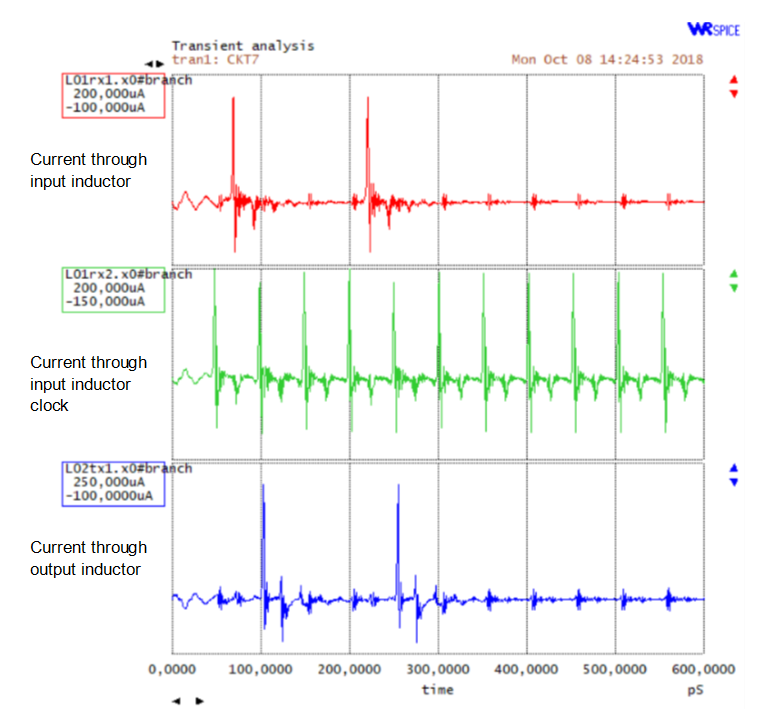 WRSPICE
Transient analysis
tran1: CKT7
Mon Oct 08 14:24:53 2018
L01rx1.x0#branch
200,000uA
-100,000uA
Current through
input inductor
L01rx2.x0#branch
200,000uA
-150,000uA
Current through
input inductor
clock
L02tx1.x0#branch
250,000uA
-100,0000uA
Current through
output inductor
0,0000 100,0000 200,0000 300,0000 400,0000 500,0000 600,0000
time pS